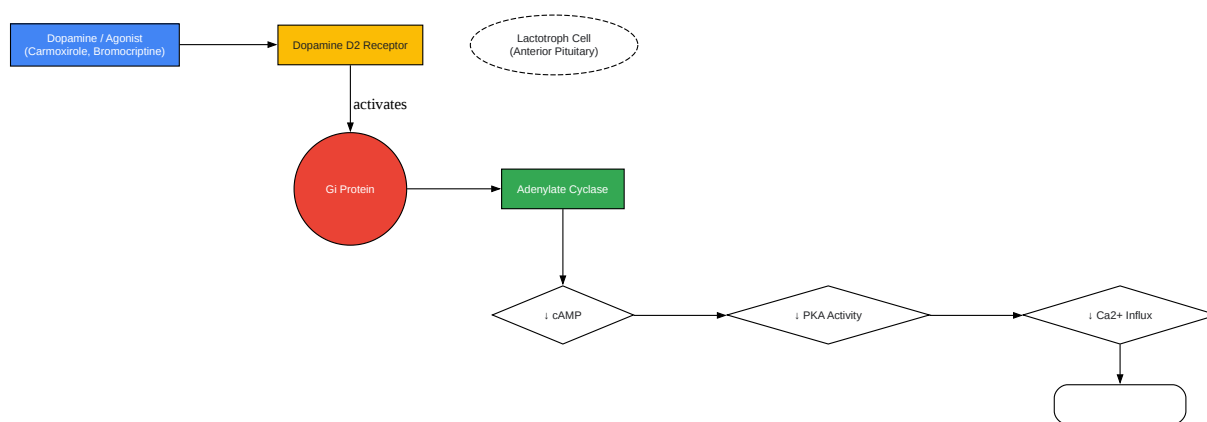 Dopamine / Agonist
(Carmoxirole, Bromocriptine)
Dopamine D2 Receptor
Lactotroph Cell
(Anterior Pituitary)
activates
Gi Protein
Adenylate Cyclase
↓ cAMP
↓ PKA Activity
↓ Ca2+ Influx